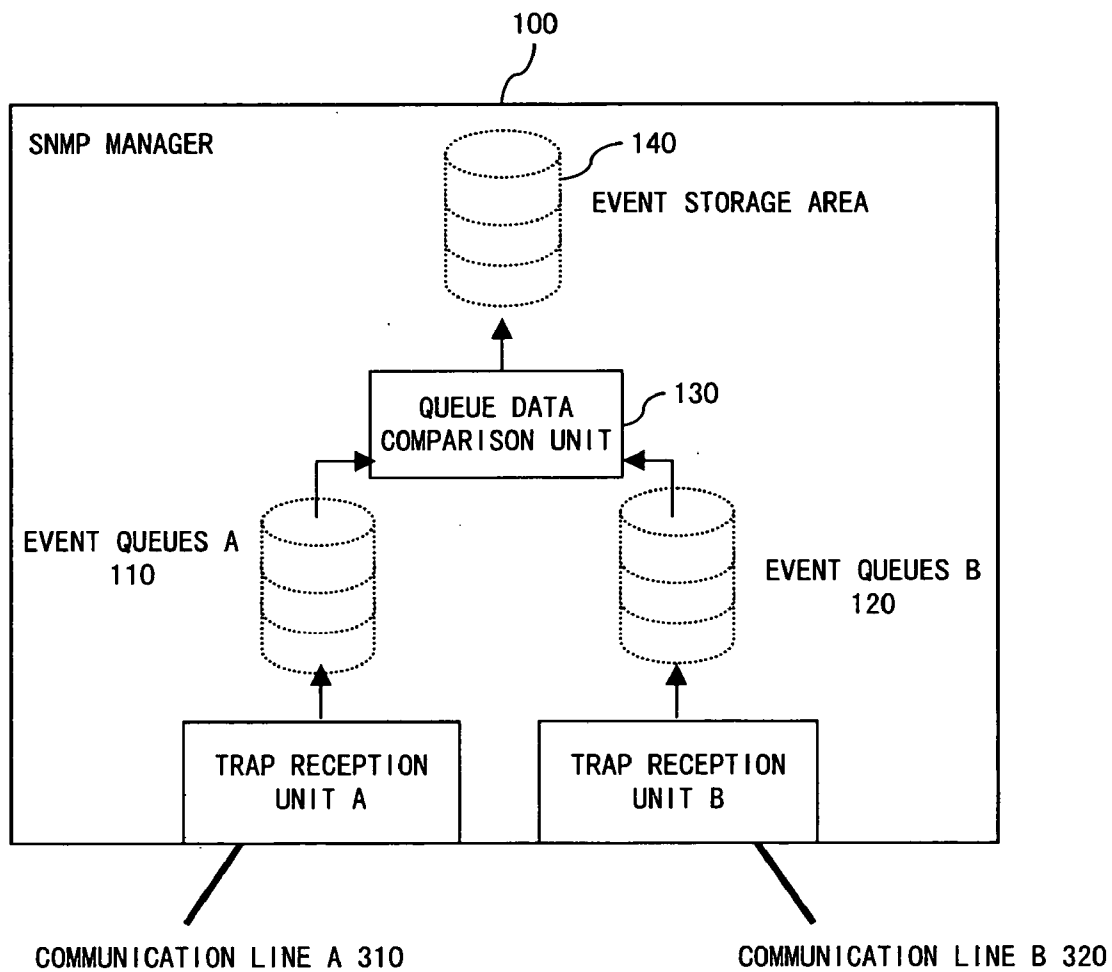 100
SNMP MANAGER
140
EVENT STORAGE AREA
QUEUE DATA
COMPARISON UNIT
130
EVENT QUEUES A
110
EVENT QUEUES B
120
TRAP RECEPTION
UNIT A
TRAP RECEPTION
UNIT B
COMMUNICATION LINE A 310
COMMUNICATION LINE B 320